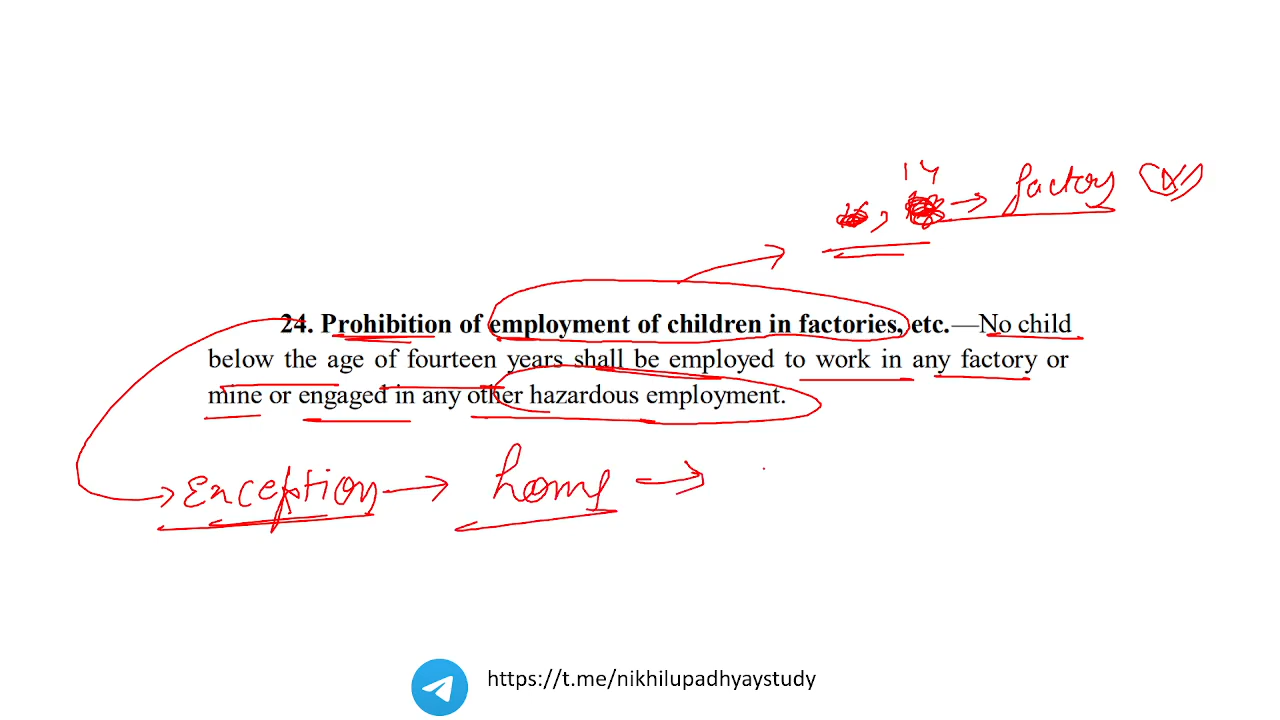 14
, → factory (X)
24. Prohibition of employment of children in factories, etc.—No child
below the age of fourteen years shall be employed to work in any factory or
mine or engaged in any other hazardous employment.
→ Exception → home →
https://t.me/nikhilupadhyaystudy